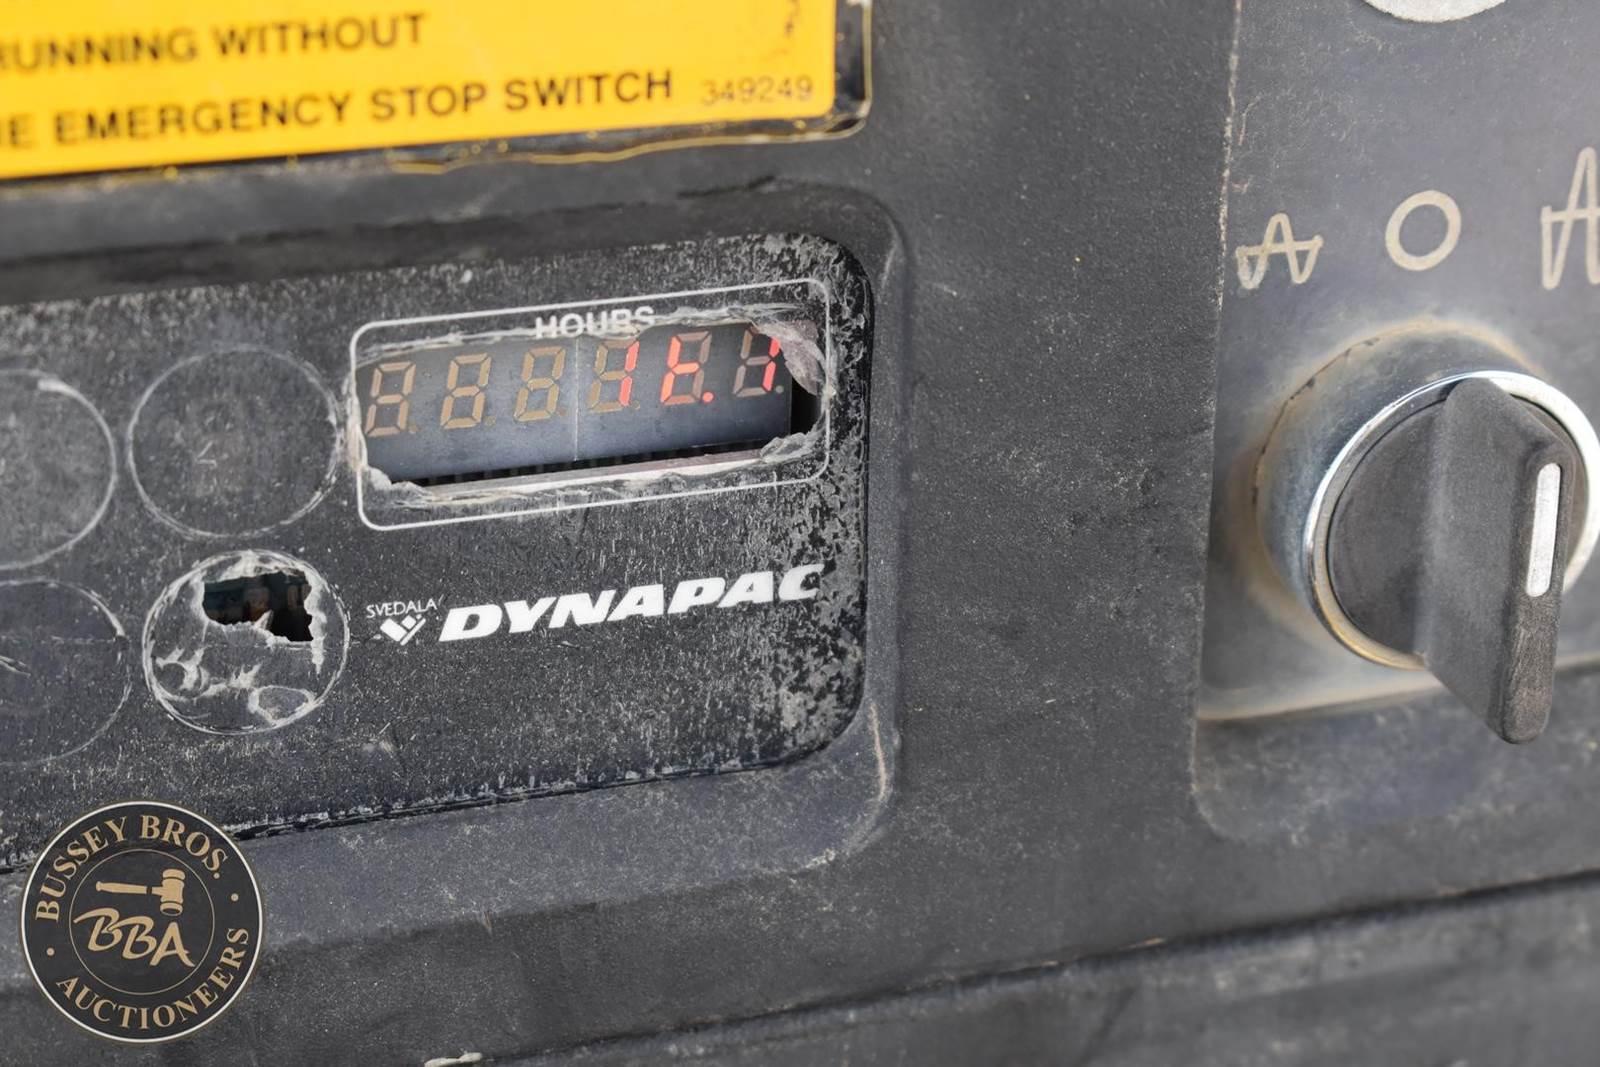 RUNNING WITHOUT
EMERGENCY STOP SWITCH 349249
HOURS
SVEDALA
DYNAPAC
BUSSEY BROS.
BBA
AUCTIONEERS